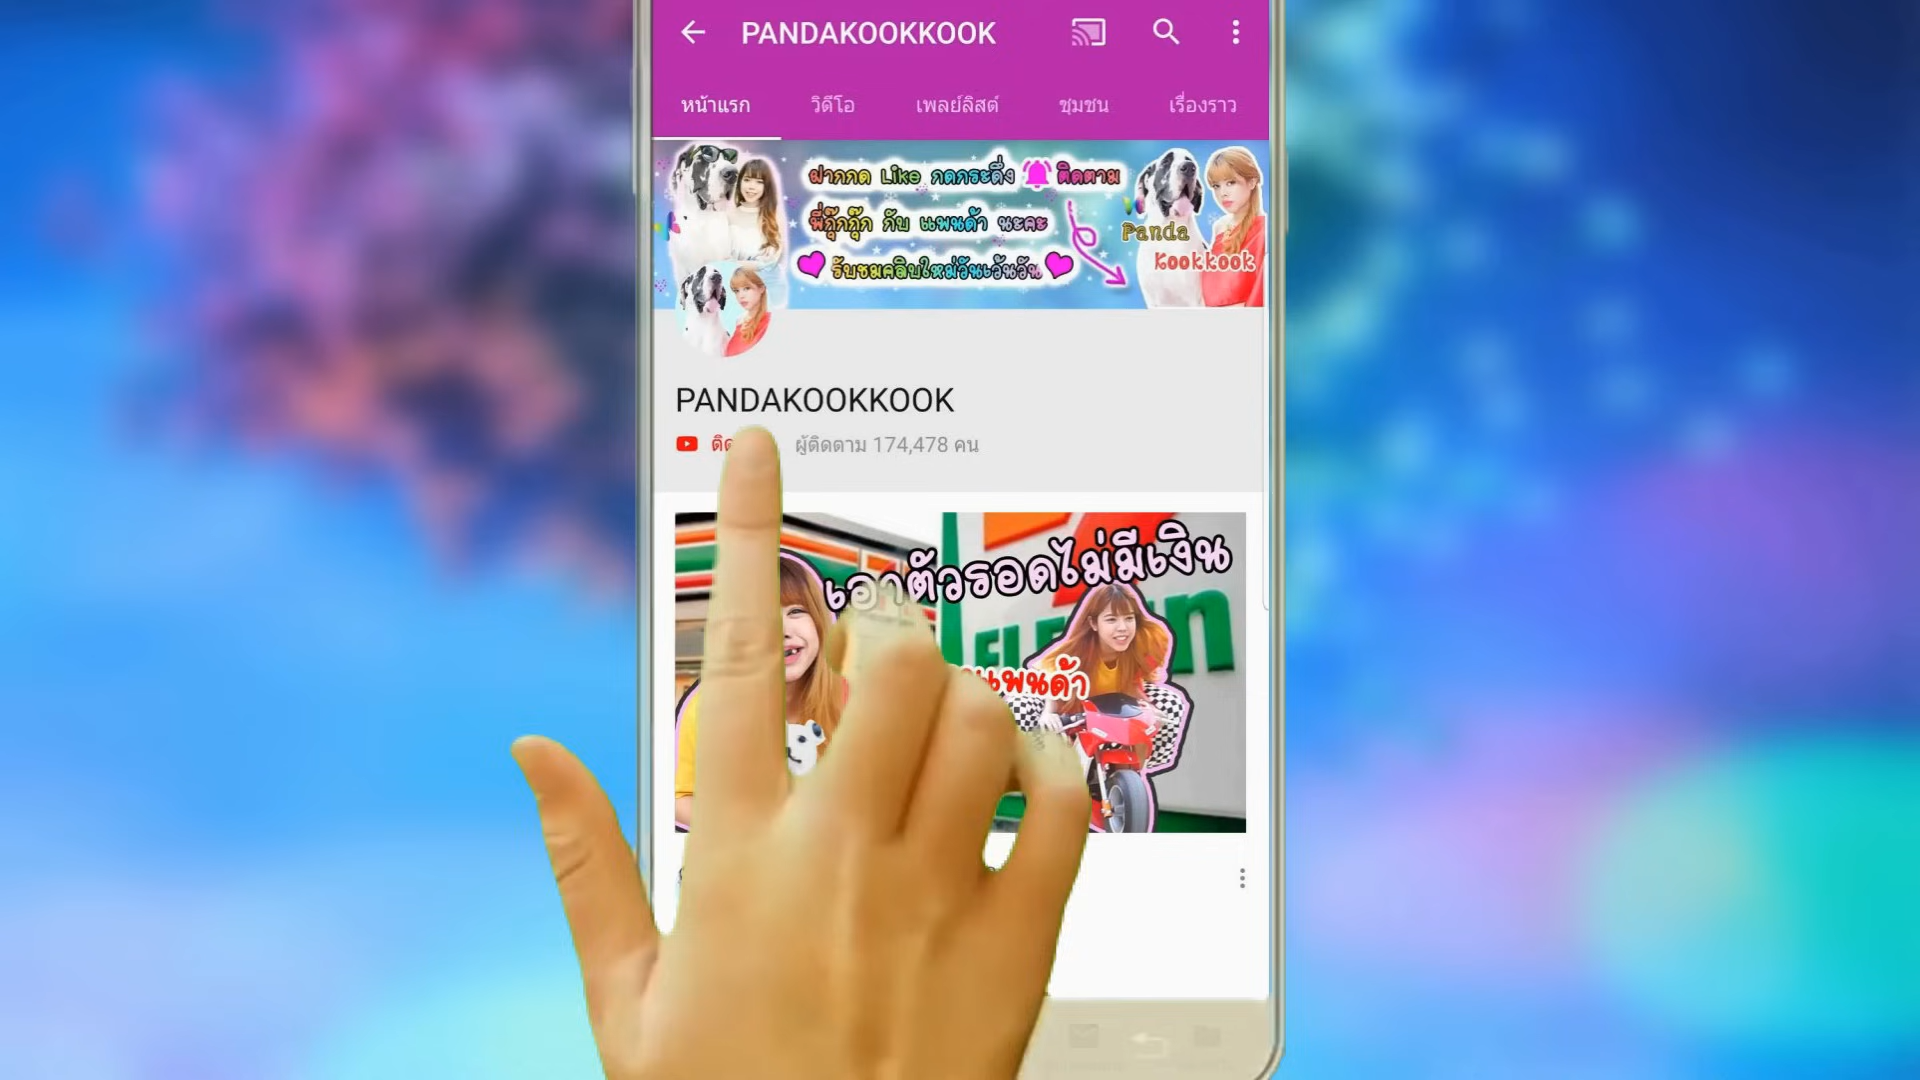 PANDAKOOKKOOK
หน้าแรก วิดีโอ เพลย์ลิสต์ ชุมชน เรื่องราว
ฝากกด Like กดกระดิ่ง ติดตาม
พี่กุ๊กกุ๊ก กับ แพนด้า นะคะ
รับชมคลิปใหม่วันเว้นวัน
Panda
Kookkook
PANDAKOOKKOOK
ผู้ติดตาม 174,478 คน
เอาตัวรอดไม่มีเงิน
แพนด้า